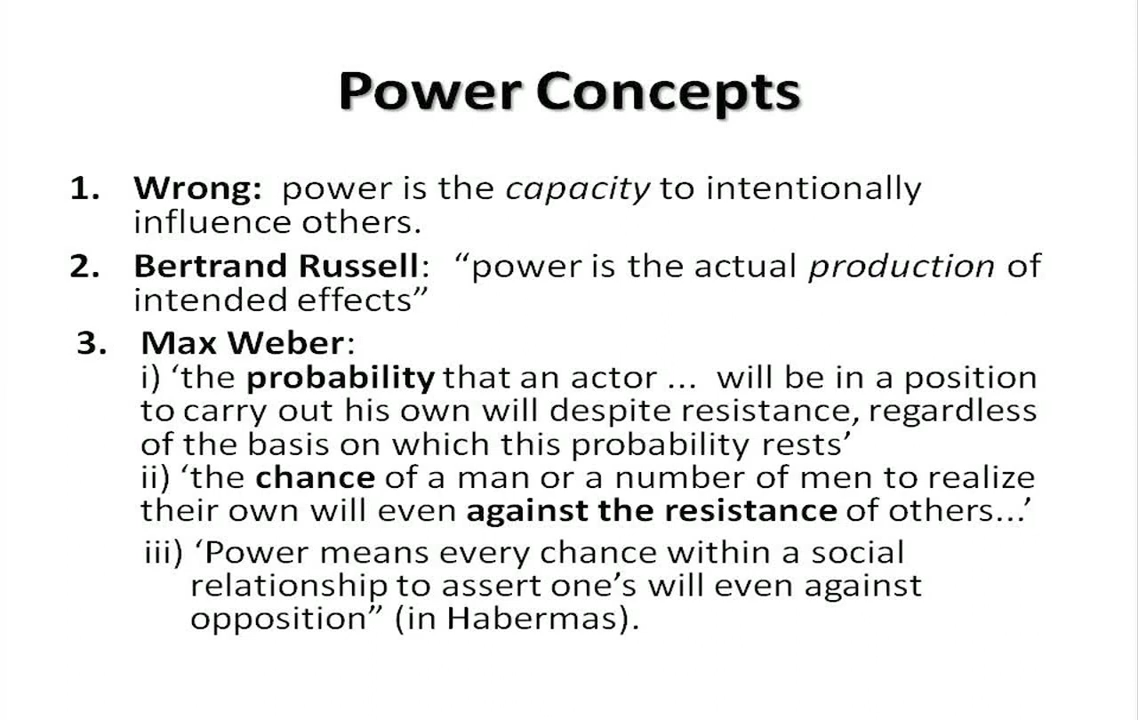 Power Concepts
1. Wrong: power is the capacity to intentionally
influence others.
2. Bertrand Russell: “power is the actual production of
intended effects”
3. Max Weber:
i) ‘the probability that an actor ... will be in a position
to carry out his own will despite resistance, regardless
of the basis on which this probability rests’
ii) ‘the chance of a man or a number of men to realize
their own will even against the resistance of others...’
iii) ‘Power means every chance within a social
relationship to assert one’s will even against
opposition” (in Habermas).